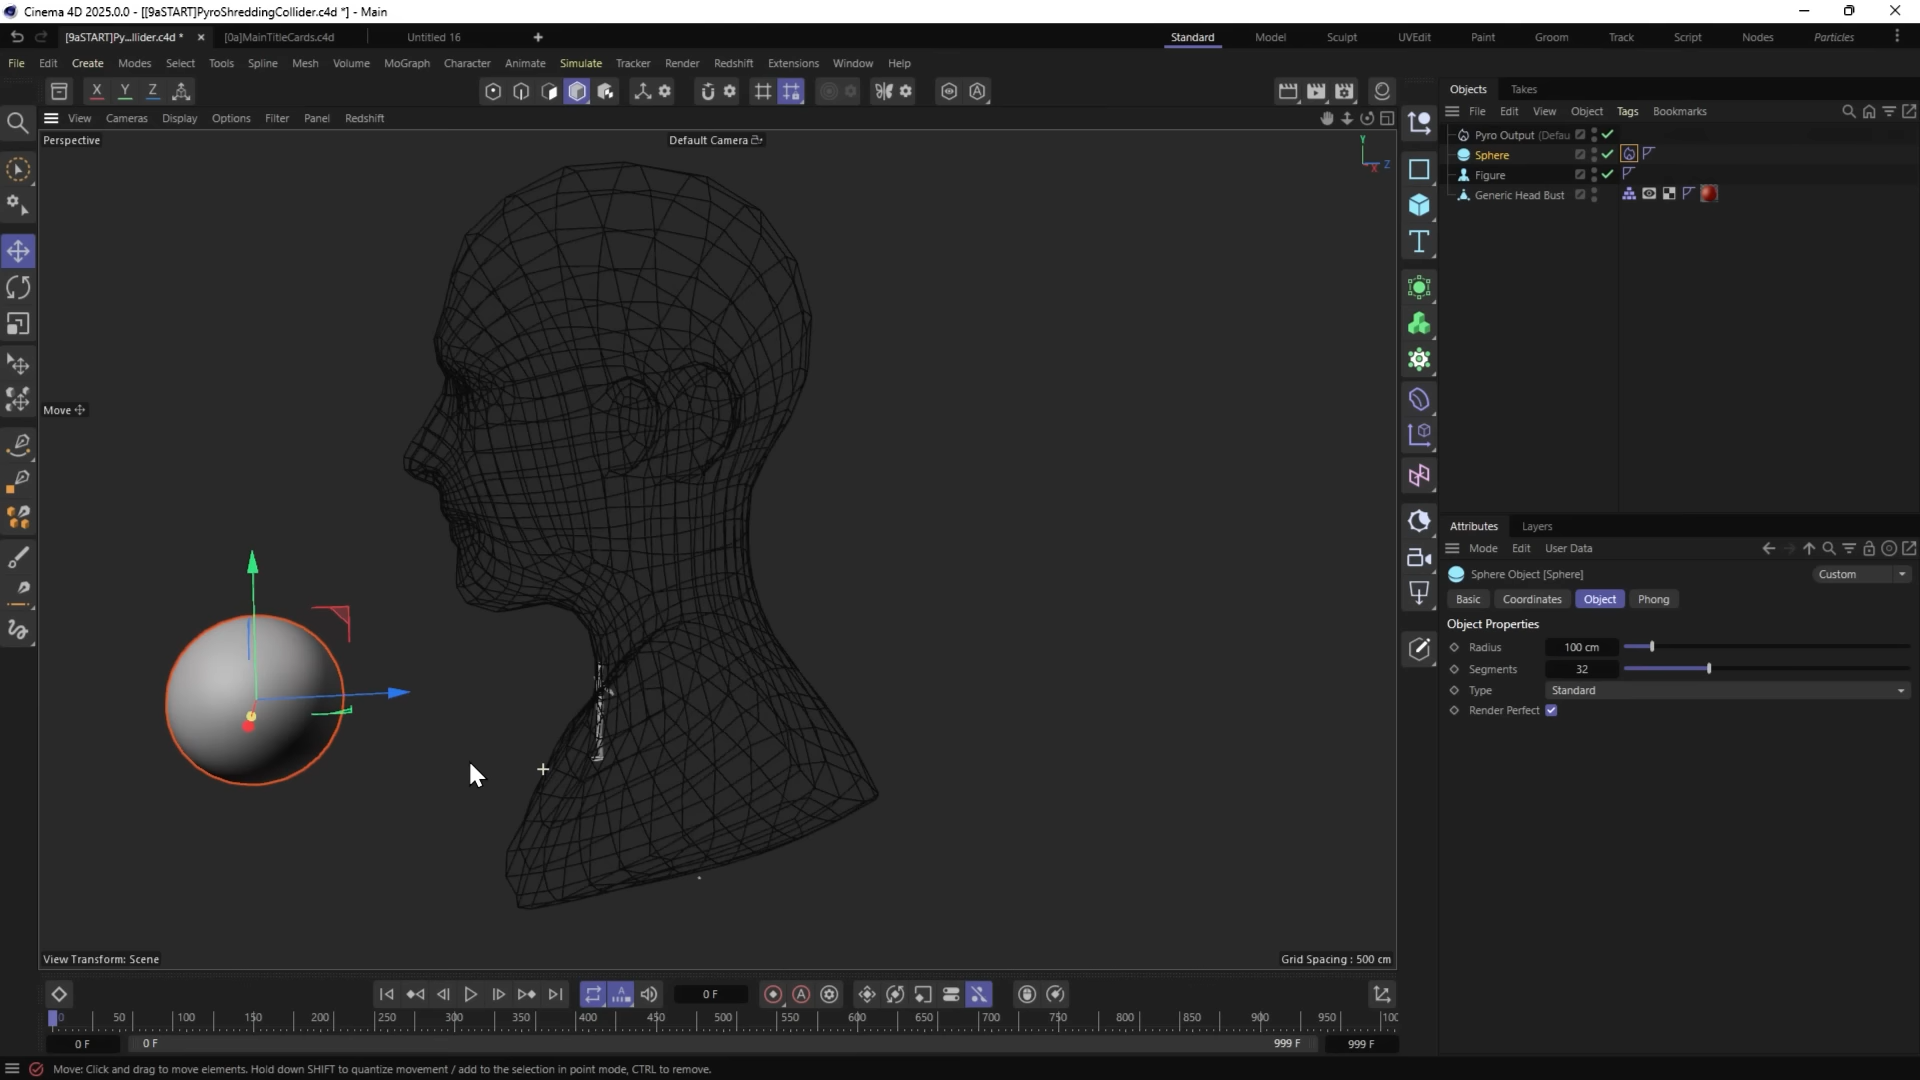 Cinema 4D 2025.0.0 - [[9aSTART]PyroShreddingCollider.c4d *] - Main
[9aSTART]Py...llider.c4d *
[0a]MainTitleCards.c4d
Untitled 16
Standard
Model
Sculpt
UVEdit
Paint
Groom
Track
Script
Nodes
Particles
File Edit Create Modes Select Tools Spline Mesh Volume MoGraph Character Animate Simulate Tracker Render Redshift Extensions Window Help
X Y Z
Objects Takes
File Edit View Object Tags Bookmarks
View Cameras Display Options Filter Panel Redshift
Perspective
Default Camera
Y
Z
X
Pyro Output (Defau
Sphere
Figure
Generic Head Bust
Move
Attributes Layers
Mode Edit User Data
Sphere Object [Sphere]
Custom
Basic Coordinates Object Phong
Object Properties
Radius 100 cm
Segments 32
Type Standard
Render Perfect
View Transform: Scene
Grid Spacing : 500 cm
0 F
0 50 100 150 200 250 300 350 400 450 500 550 600 650 700 750 800 850 900 950 100
0 F
0 F
999 F
999 F
Move: Click and drag to move elements. Hold down SHIFT to quantize movement / add to the selection in point mode, CTRL to remove.